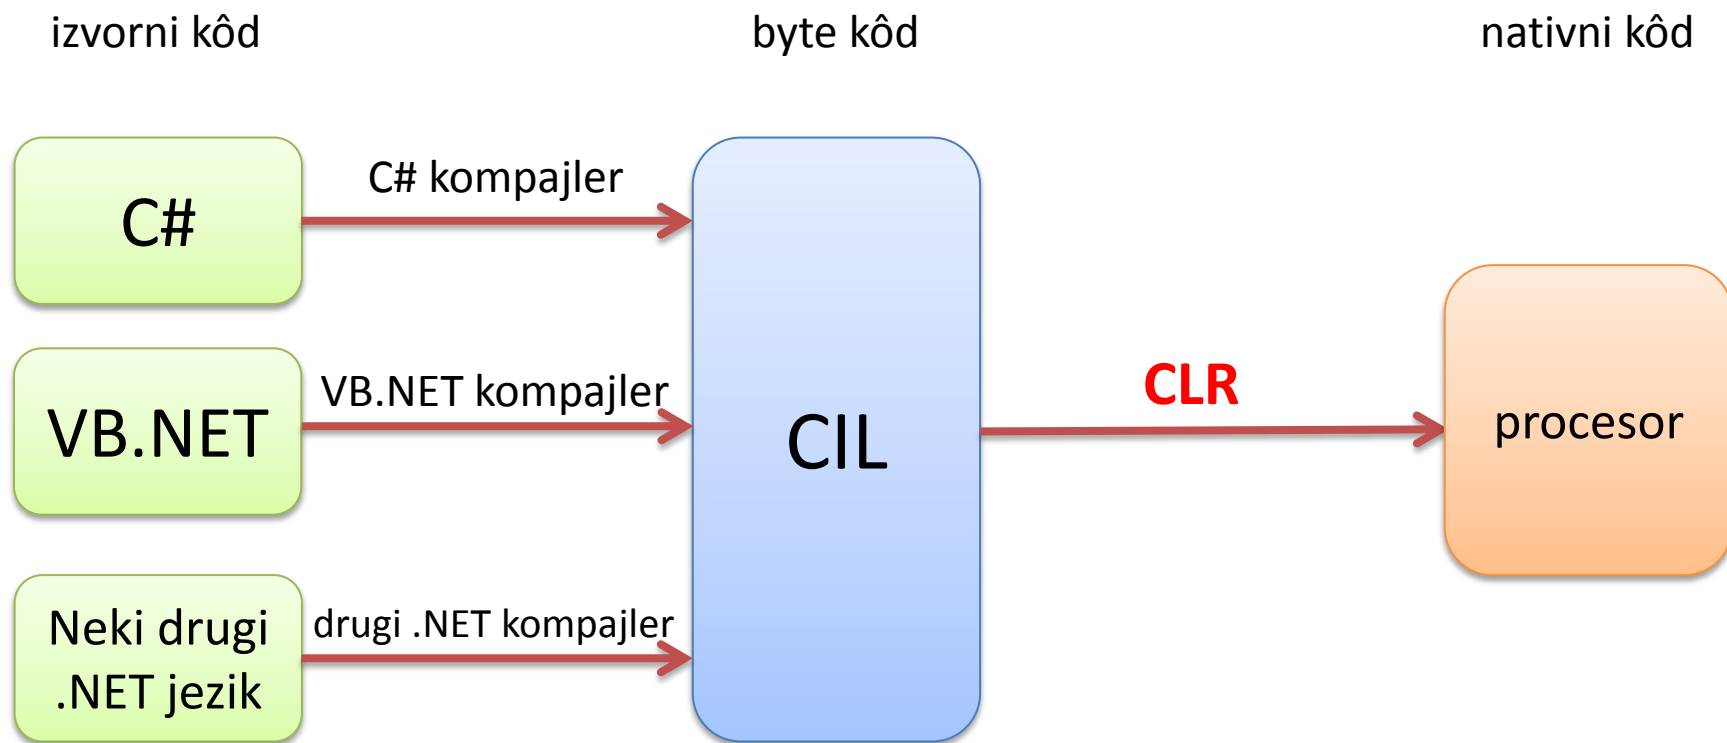 izvorni kôd
byte kôd
nativni kôd
C#
C# kompajler
VB.NET
VB.NET kompajler
CIL
CLR
procesor
Neki drugi
.NET jezik
drugi .NET kompajler